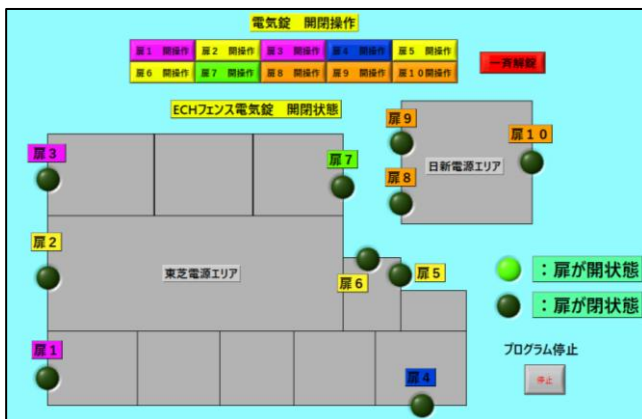 電気錠　開閉操作
扉１　開操作
扉２　開操作
扉３　開操作
扉４　開操作
扉５　開操作
扉６　開操作
扉７　開操作
扉８　開操作
扉９　開操作
扉１０開操作
一斉解錠
ECHフェンス電気錠　開閉状態
扉３
扉７
扉９
扉１０
日新電源エリア
扉８
扉２
東芝電源エリア
扉６
扉５
：扉が開状態
：扉が閉状態
扉１
扉４
プログラム停止
停止